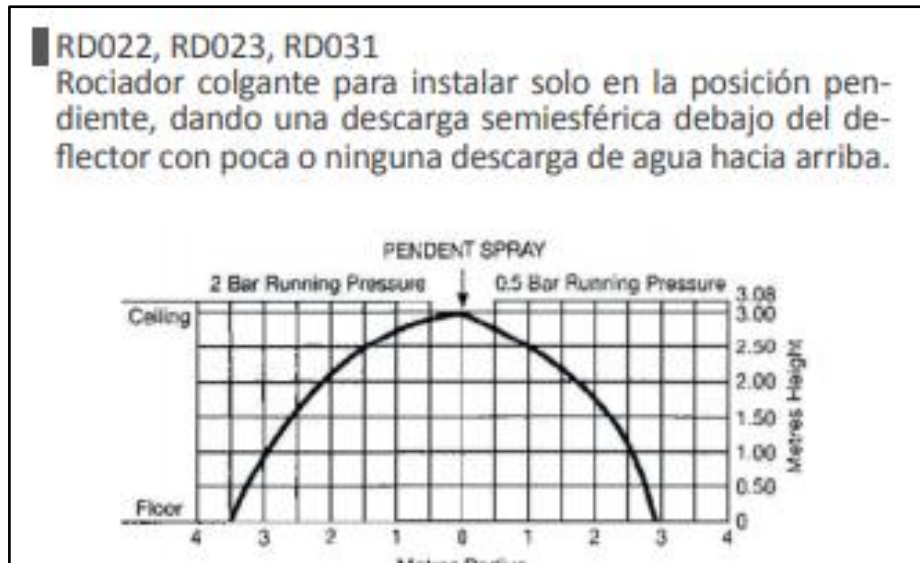 RD022, RD023, RD031
Rociador colgante para instalar solo en la posición pen-
diente, dando una descarga semiesférica debajo del de-
flector con poca o ninguna descarga de agua hacia arriba.
PENDENT SPRAY
2 Bar Running Pressure 0.5 Bar Running Pressure
3.08
Ceiling 3.00
2.50
2.00
1.50
1.00
0.50
Metres Height
Floor 0
4 3 2 1 0 1 2 3 4